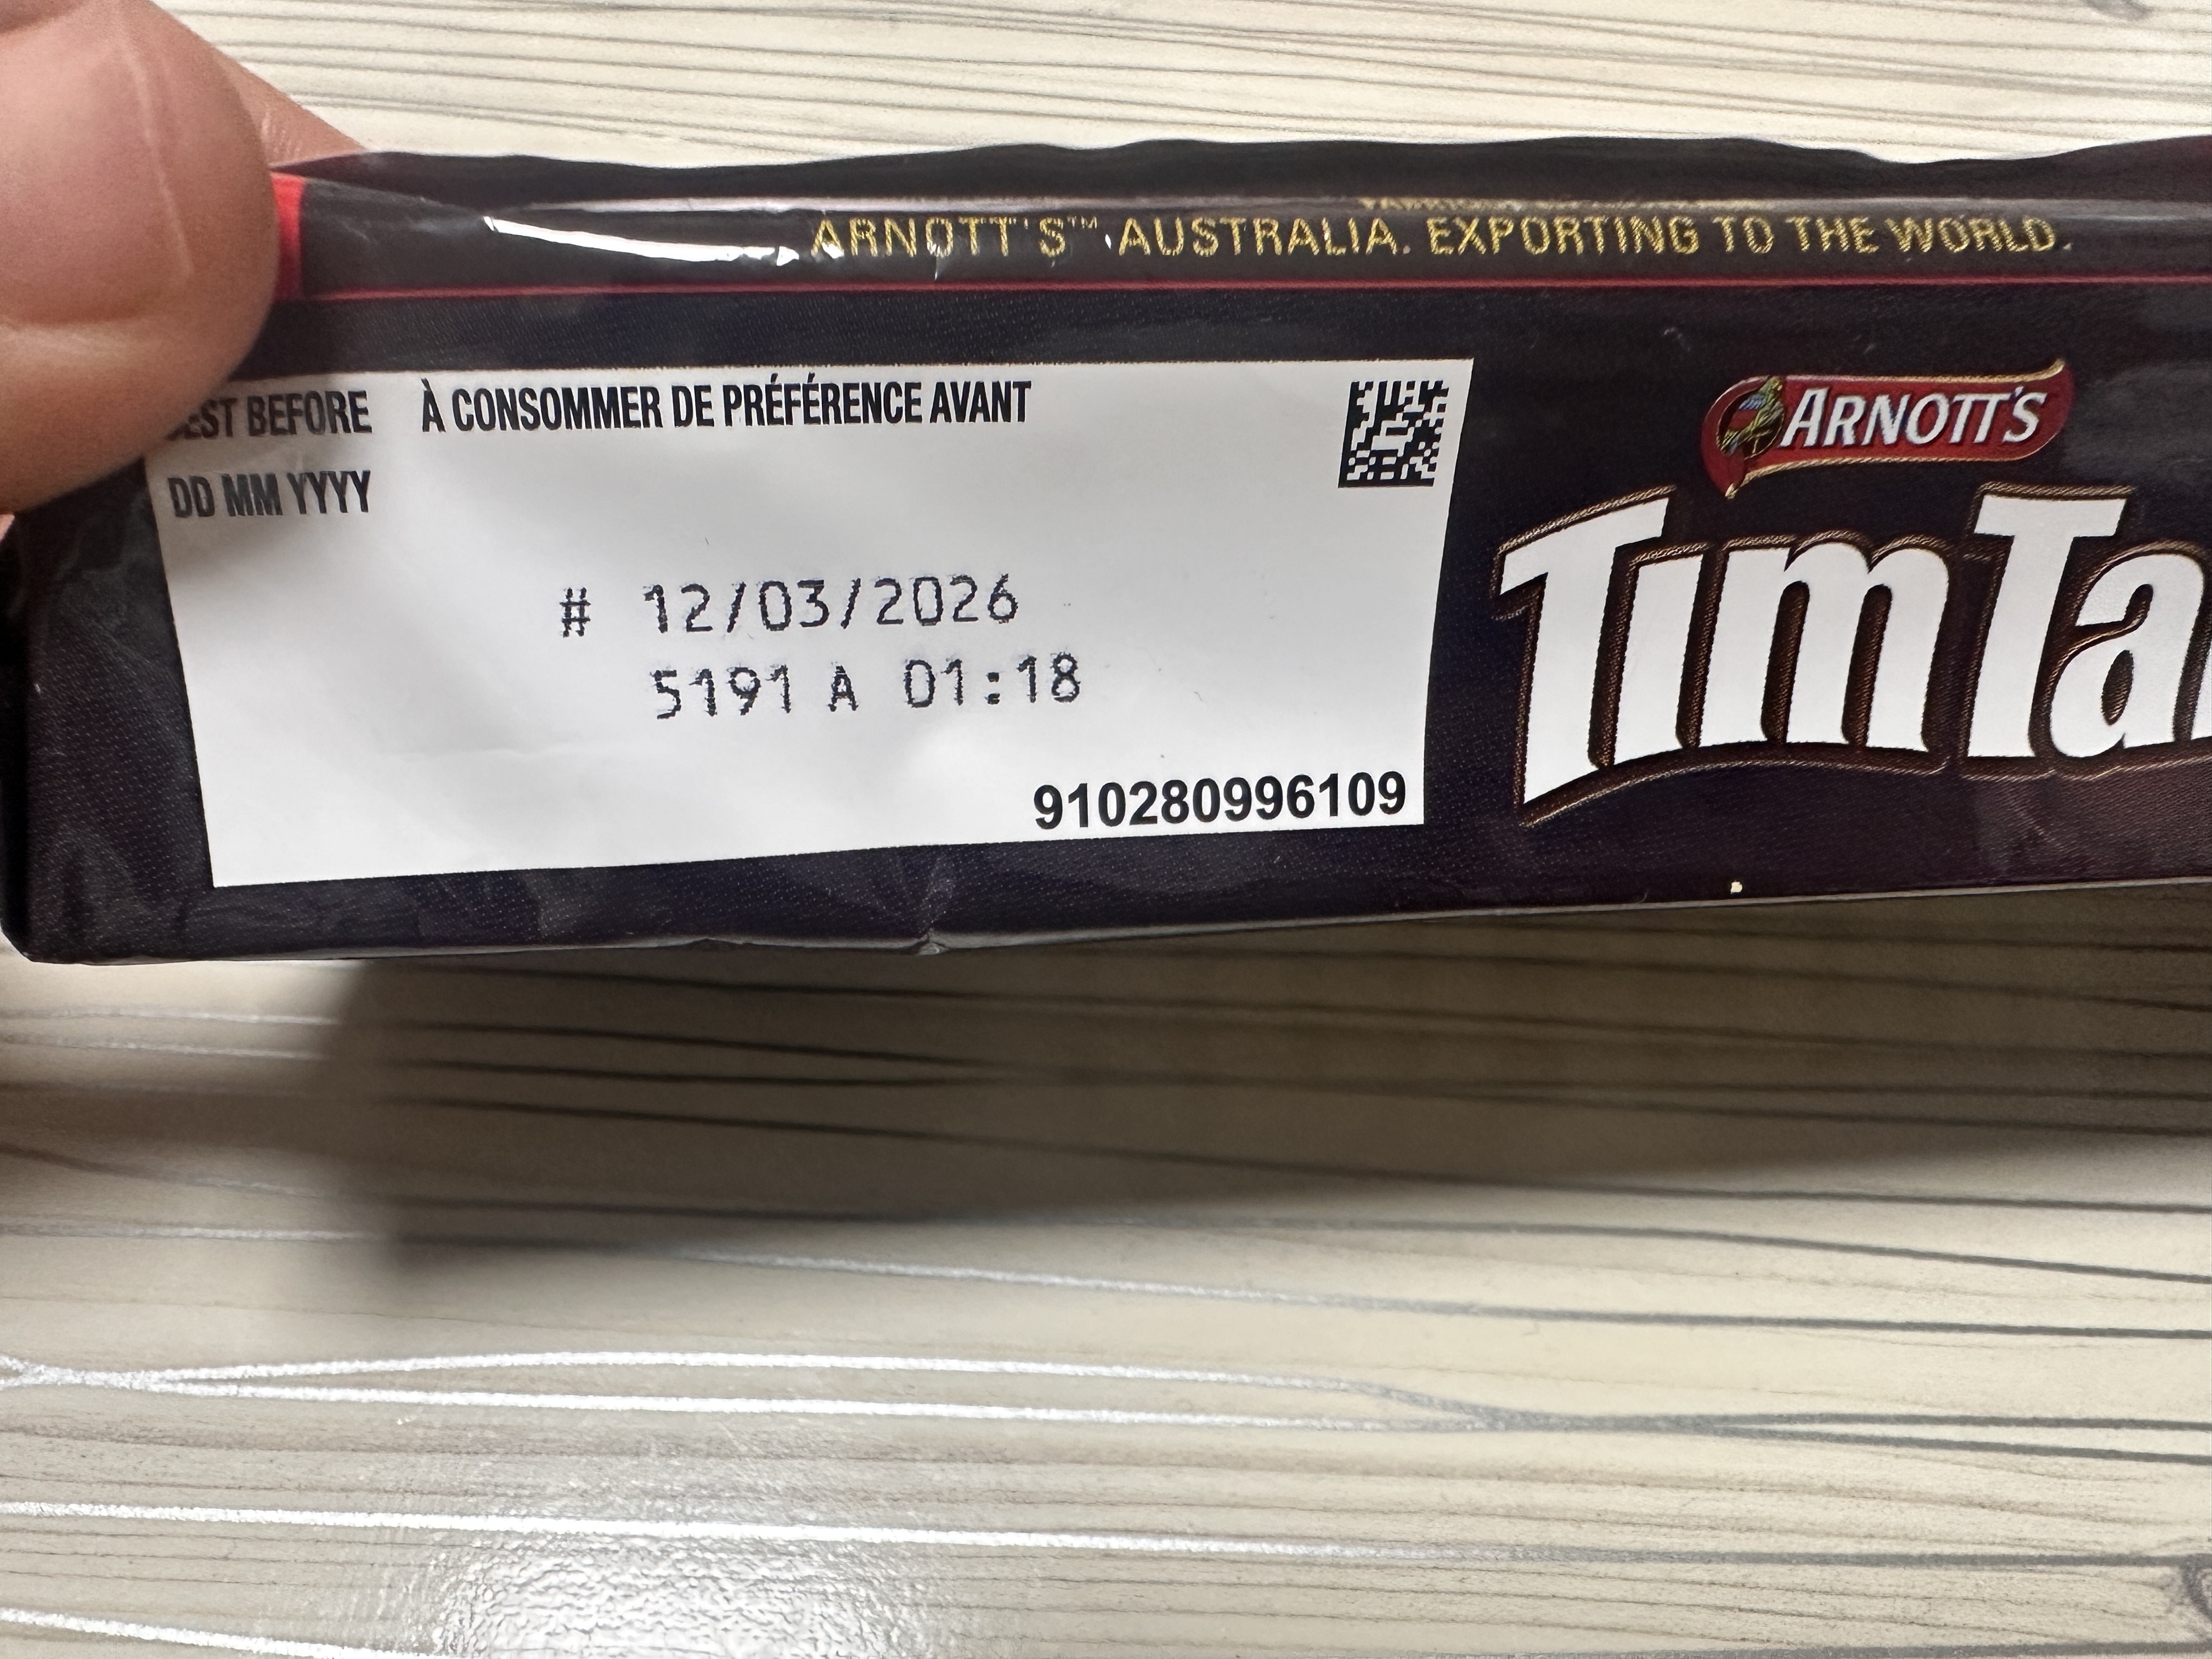 ARNOTT'S™ AUSTRALIA. EXPORTING TO THE WORLD.
BEST BEFORE À CONSOMMER DE PRÉFÉRENCE AVANT
DD MM YYYY
# 12/03/2026
5191 A 01:18
910280996109
ARNOTT'S
Tim Ta